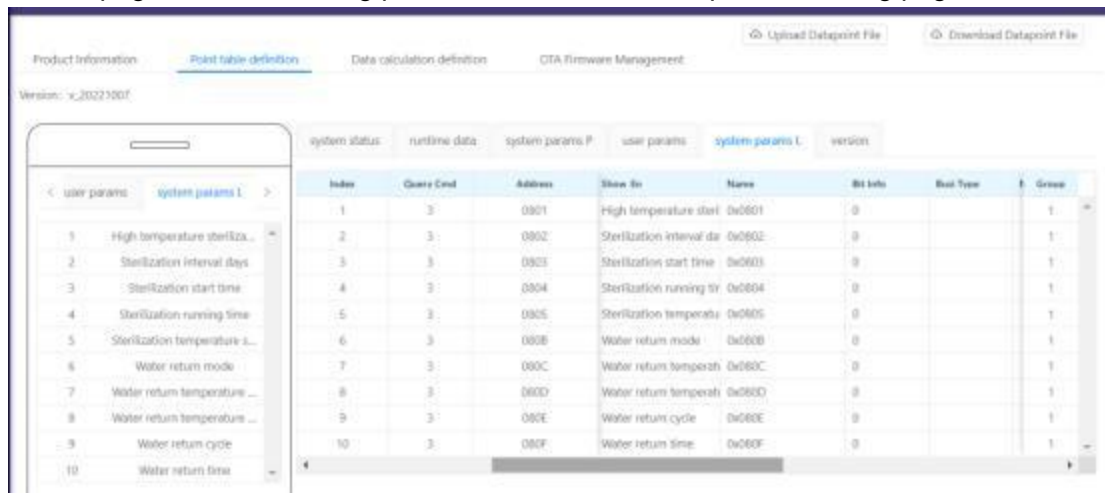 Upload Datapoint File Download Datapoint File
Product Information Point table definition Data calculation definition OTA Firmware Management
Version: v_20221007
system status runtime data system params P user params system params L version
< user params system params L >
Index Query Cmd Address Show En Name Bit Info Busi Type Group
1 3 0801 High temperature steril 0x0801 0 1
2 3 0802 Sterilization interval da 0x0802 0 1
3 3 0803 Sterilization start time 0x0803 0 1
4 3 0804 Sterilization running tir 0x0804 0 1
5 3 0805 Sterilization temperatu 0x0805 0 1
6 3 080B Water return mode 0x080B 0 1
7 3 080C Water return temperatu 0x080C 0 1
8 3 080D Water return temperatu 0x080D 0 1
9 3 080E Water return cycle 0x080E 0 1
10 3 080F Water return time 0x080F 0 1
1 High temperature steriliza...
2 Sterilization interval days
3 Sterilization start time
4 Sterilization running time
5 Sterilization temperature s...
6 Water return mode
7 Water return temperature ...
8 Water return temperature ...
9 Water return cycle
10 Water return time